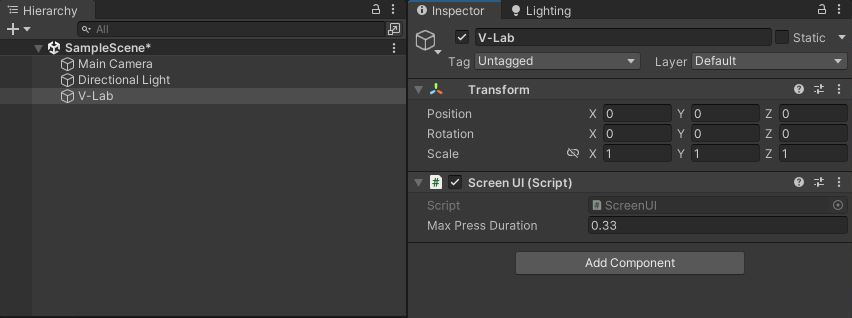 Hierarchy
All
SampleScene*
Main Camera
Directional Light
V-Lab
Inspector Lighting
V-Lab Static
Tag Untagged Layer Default
Transform
Position X 0 Y 0 Z 0
Rotation X 0 Y 0 Z 0
Scale X 1 Y 1 Z 1
# Screen UI (Script)
Script # ScreenUI
Max Press Duration 0.33
Add Component